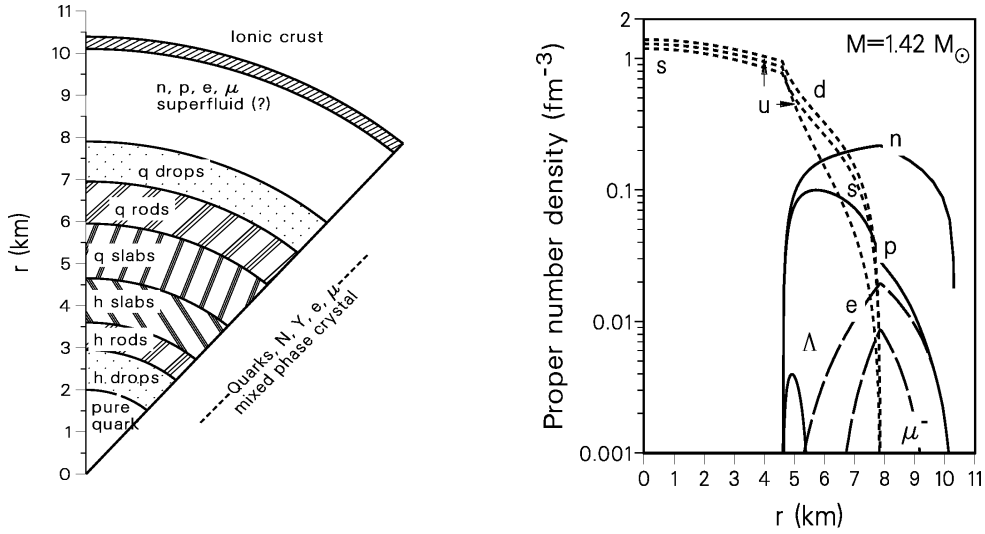 11
10
9
8
7
6
5
4
3
2
1
0
r (km)
Ionic crust
n, p, e, μ
superfluid (?)
q drops
q rods
q slabs
h slabs
h rods
h drops
pure
quark
Quarks, N, Y, e, μ
mixed phase crystal
Proper number density (fm⁻³)
2
1
0.1
0.01
0.001
M=1.42 M⊙
s
u
d
n
s
p
e
Λ
μ⁻
0 1 2 3 4 5 6 7 8 9 10 11
r (km)